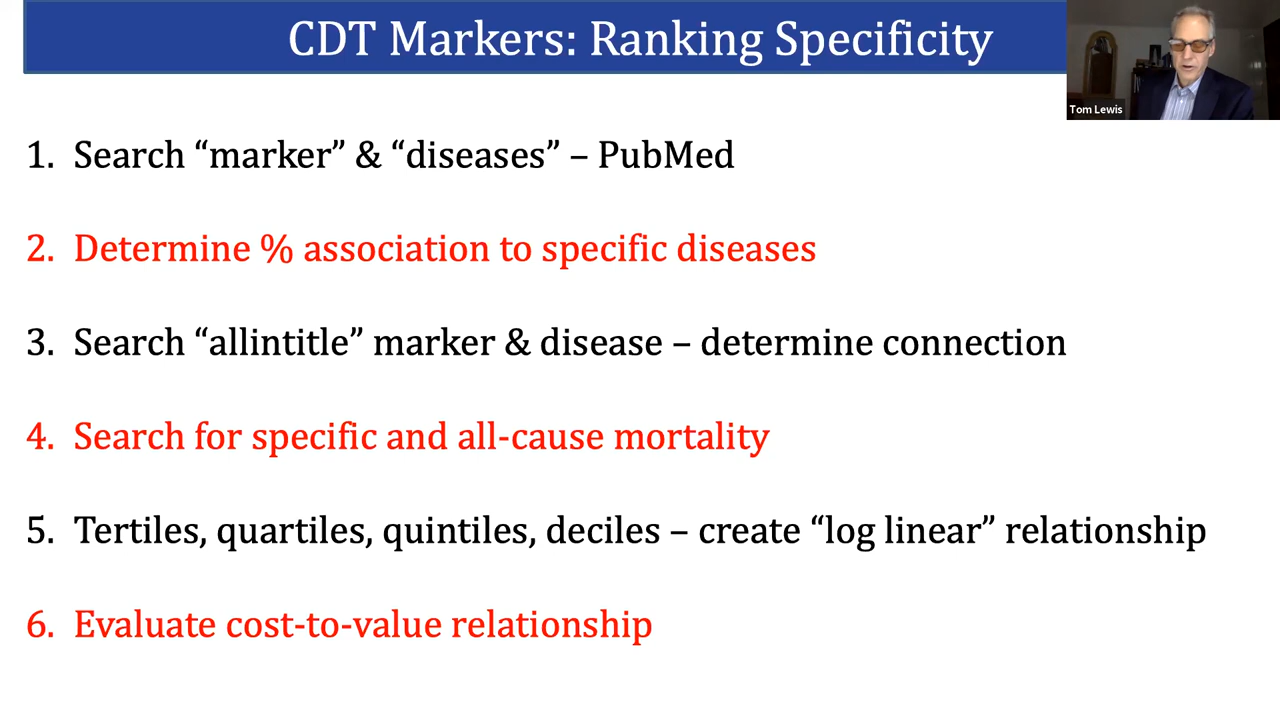 CDT Markers: Ranking Specificity
Tom Lewis
1. Search “marker” & “diseases” – PubMed
2. Determine % association to specific diseases
3. Search “allintitle” marker & disease – determine connection
4. Search for specific and all-cause mortality
5. Tertiles, quartiles, quintiles, deciles – create “log linear” relationship
6. Evaluate cost-to-value relationship